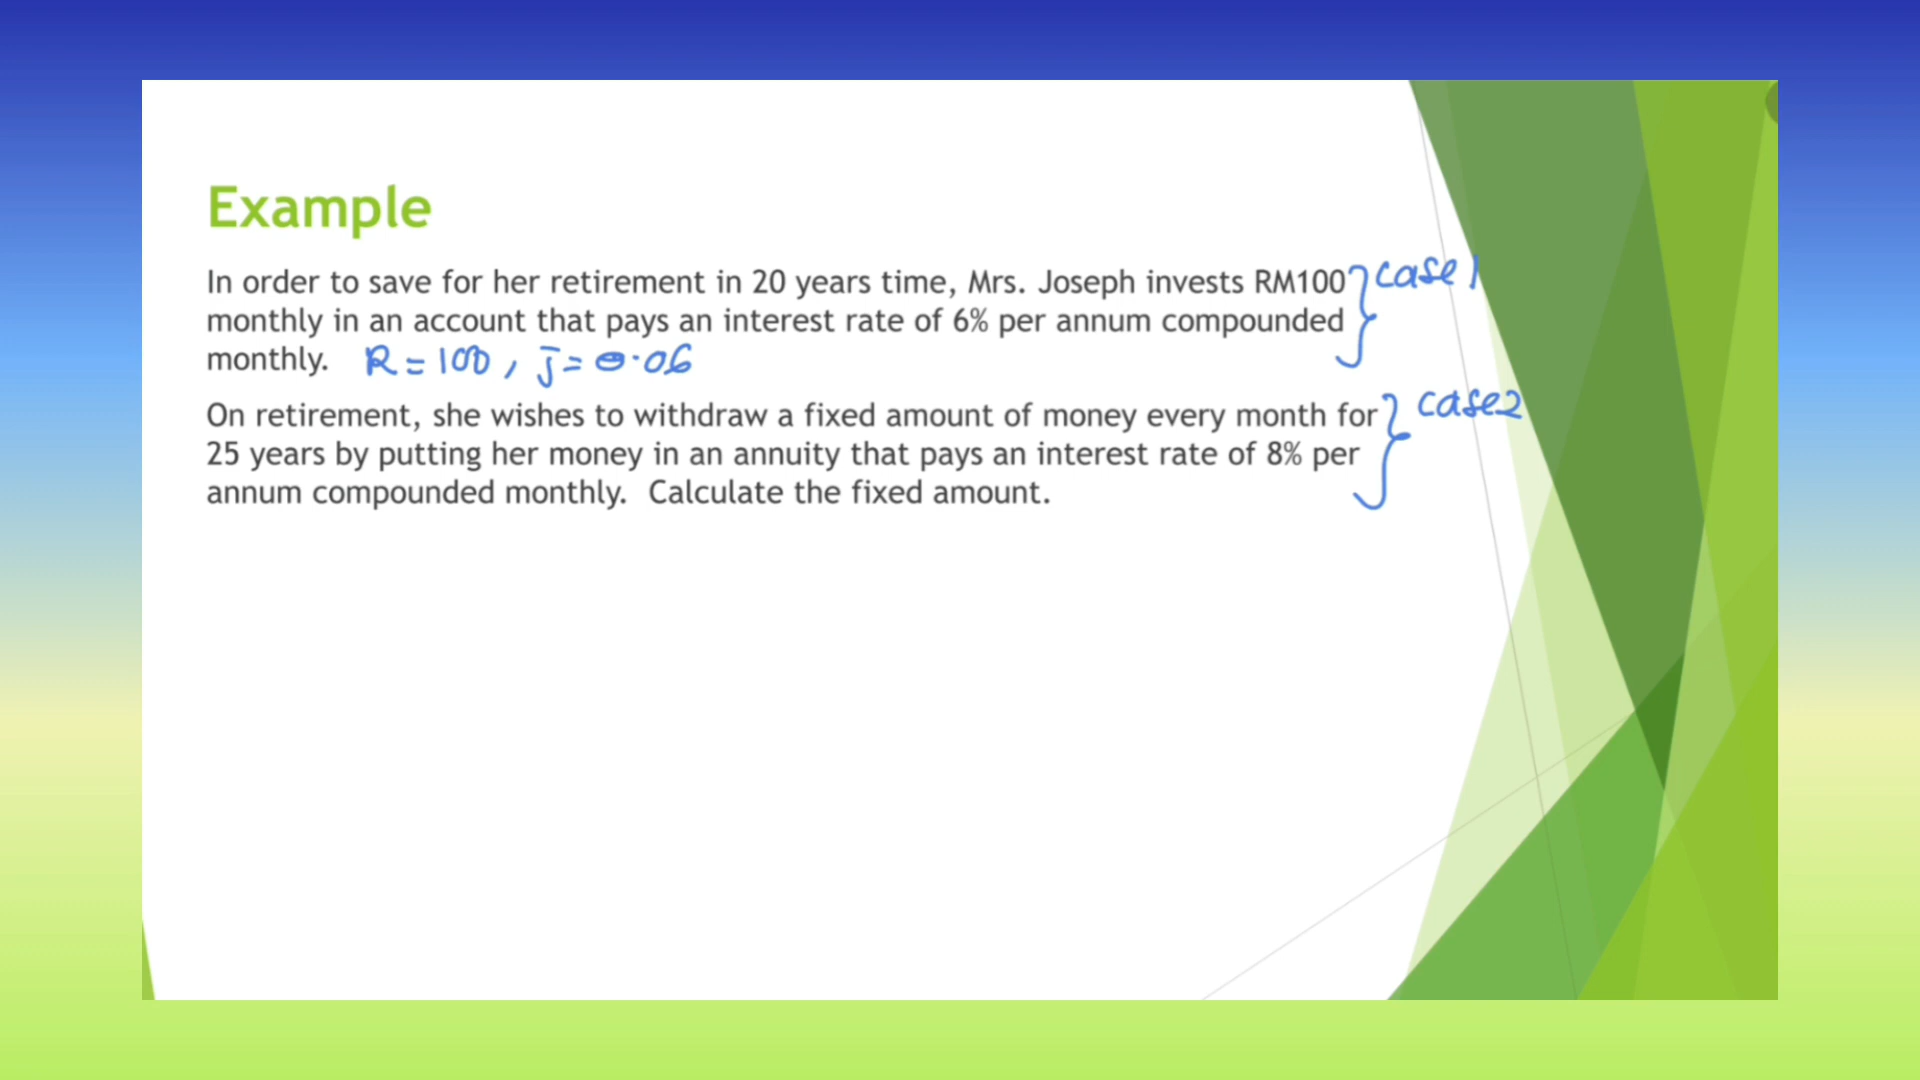 Example
In order to save for her retirement in 20 years time, Mrs. Joseph invests RM100 } case 1
monthly in an account that pays an interest rate of 6% per annum compounded
monthly. R = 100 , j = 0.06
On retirement, she wishes to withdraw a fixed amount of money every month for } case 2
25 years by putting her money in an annuity that pays an interest rate of 8% per
annum compounded monthly. Calculate the fixed amount.